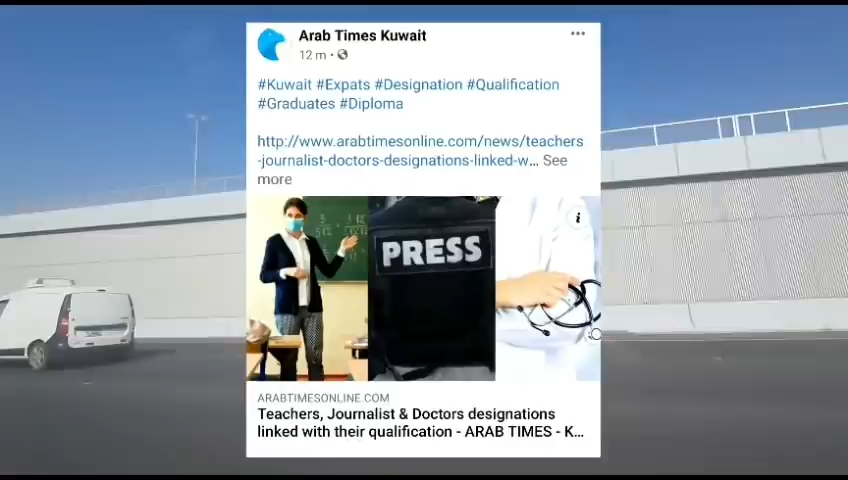 Arab Times Kuwait
12 m
#Kuwait #Expats #Designation #Qualification
#Graduates #Diploma
http://www.arabtimesonline.com/news/teachers
-journalist-doctors-designations-linked-w... See
more
PRESS
ARABTIMESONLINE.COM
Teachers, Journalist & Doctors designations
linked with their qualification - ARAB TIMES - K...